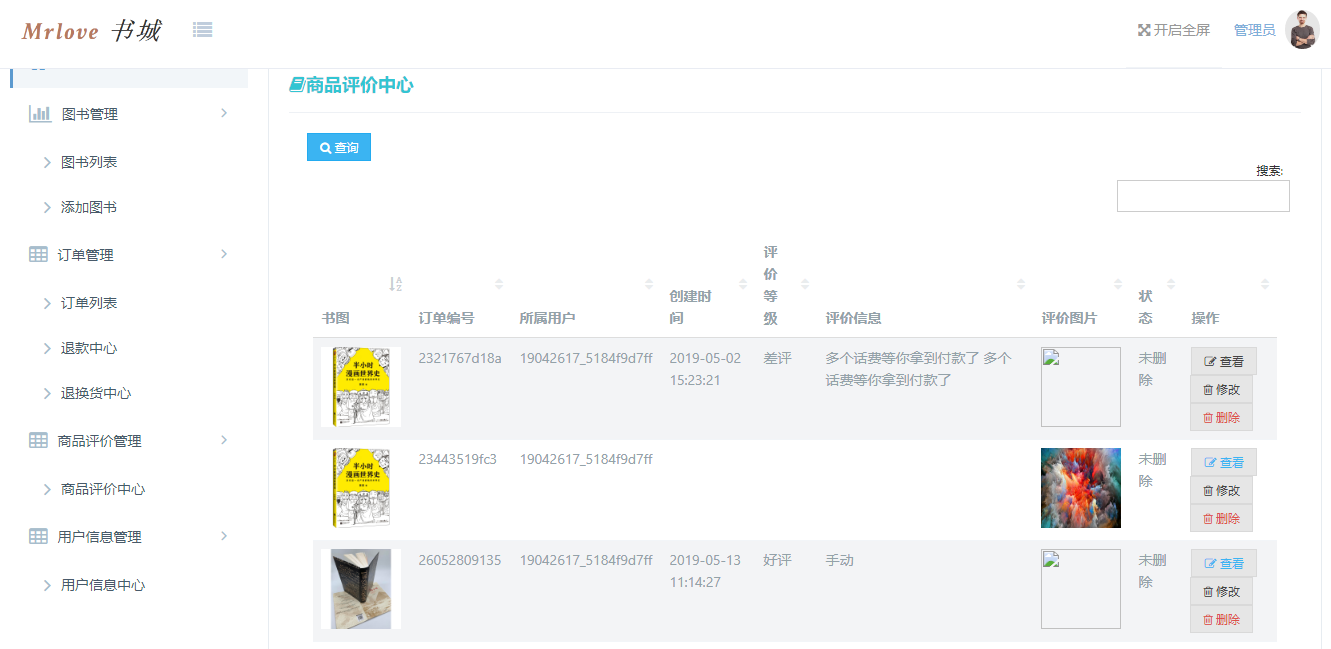 Mrlove 书城
开启全屏
管理员
图书管理
图书列表
添加图书
订单管理
订单列表
退款中心
退换货中心
商品评价管理
商品评价中心
用户信息管理
用户信息中心
商品评价中心
查询
搜索:
书图
订单编号
所属用户
创建时
间
评
价
等
级
评价信息
评价图片
状
态
操作
半小时
漫画世界史
2321767d18a
19042617_5184f9d7ff
2019-05-02
15:23:21
差评
多个话费等你拿到付款了 多个
话费等你拿到付款了
未删
除
查看
修改
删除
半小时
漫画世界史
23443519fc3
19042617_5184f9d7ff
未删
除
查看
修改
删除
26052809135
19042617_5184f9d7ff
2019-05-13
11:14:27
好评
手动
未删
除
查看
修改
删除